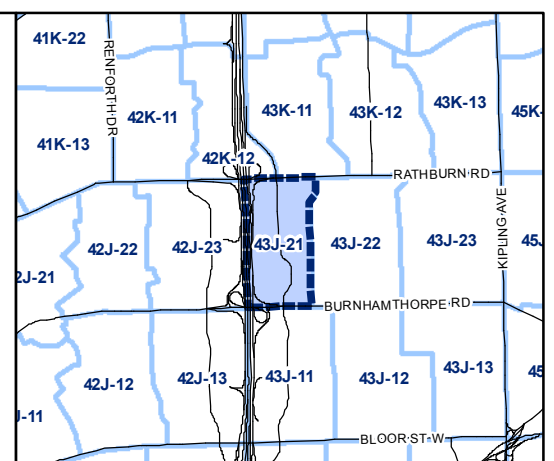 41K-22
RENFORTH DR
42K-11
43K-11
43K-12
43K-13
45K-
41K-13
42K-12
RATHBURN RD
KIPLING AVE
42J-22
42J-23
43J-21
43J-22
43J-23
45J
2J-21
BURNHAMTHORPE RD
42J-12
42J-13
43J-11
43J-12
43J-13
45
J-11
BLOOR ST W